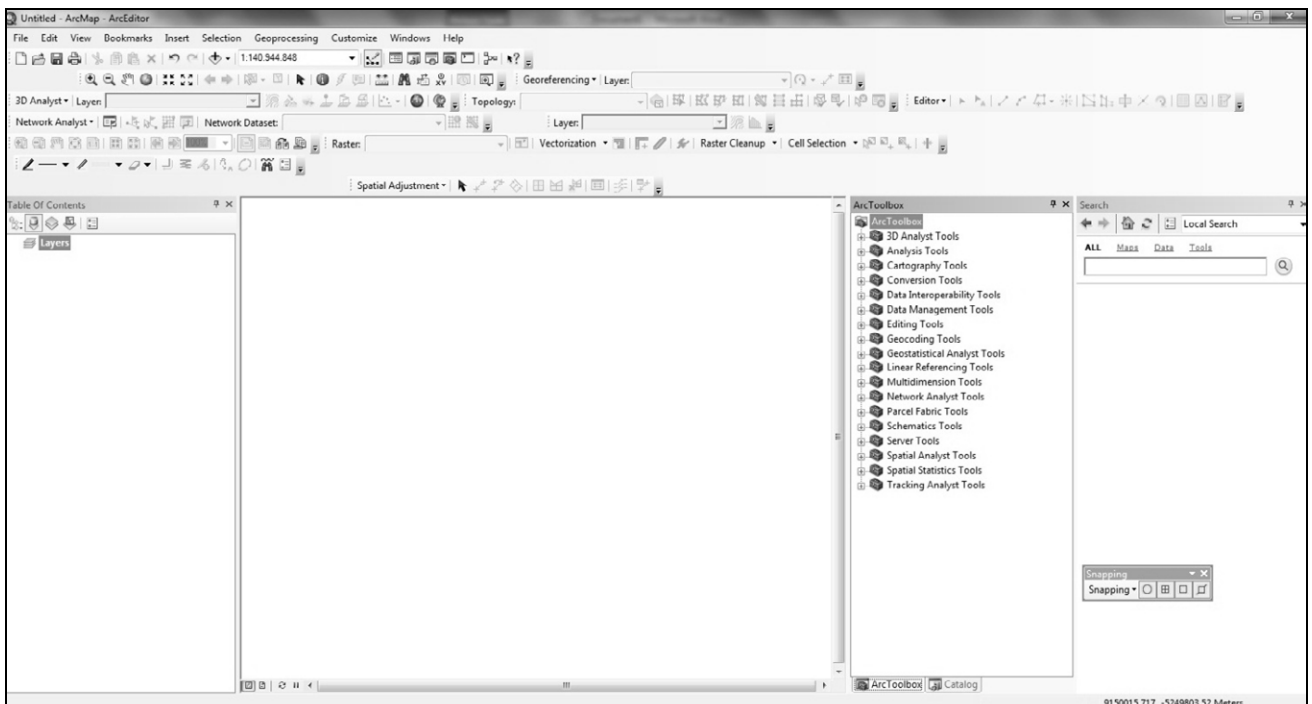 Untitled - ArcMap - ArcEditor
File Edit View Bookmarks Insert Selection Geoprocessing Customize Windows Help
1:140.944.848
Georeferencing Layer:
3D Analyst Layer: Topology: Editor
Network Analyst Network Dataset: Layer:
Raster: Vectorization Raster Cleanup Cell Selection
Spatial Adjustment
Table Of Contents
Layers
ArcToolbox
ArcToolbox
3D Analyst Tools
Analysis Tools
Cartography Tools
Conversion Tools
Data Interoperability Tools
Data Management Tools
Editing Tools
Geocoding Tools
Geostatistical Analyst Tools
Linear Referencing Tools
Multidimension Tools
Network Analyst Tools
Parcel Fabric Tools
Schematics Tools
Server Tools
Spatial Analyst Tools
Spatial Statistics Tools
Tracking Analyst Tools
ArcToolbox Catalog
Search
Local Search
ALL Maps Data Tools
Snapping
Snapping
9150015,717 -5249803,52 Meters